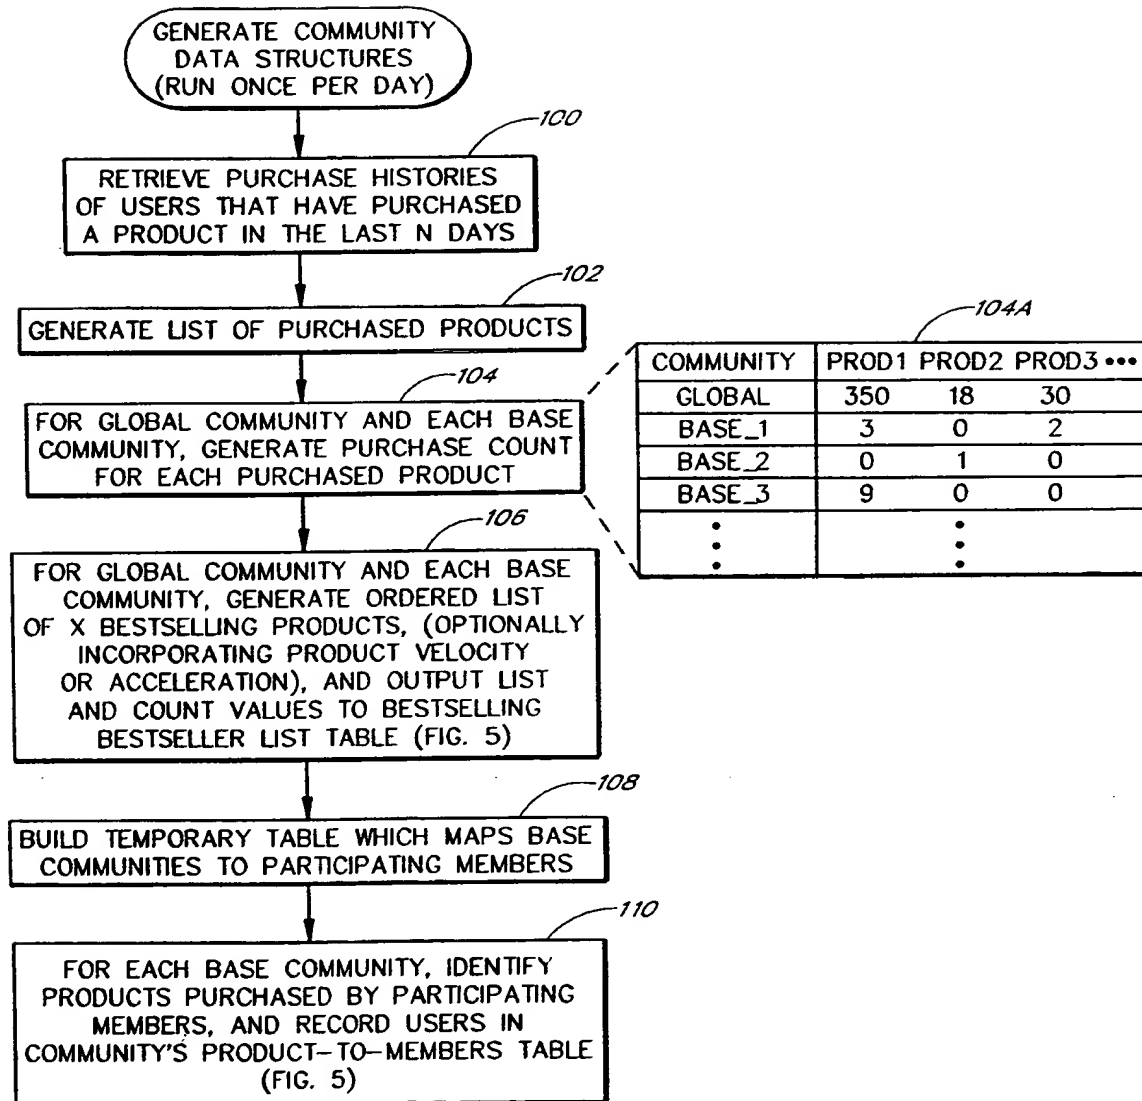 GENERATE COMMUNITY
DATA STRUCTURES
(RUN ONCE PER DAY)
100
RETRIEVE PURCHASE HISTORIES
OF USERS THAT HAVE PURCHASED
A PRODUCT IN THE LAST N DAYS
102
GENERATE LIST OF PURCHASED PRODUCTS
104
FOR GLOBAL COMMUNITY AND EACH BASE
COMMUNITY, GENERATE PURCHASE COUNT
FOR EACH PURCHASED PRODUCT
104A
COMMUNITY PROD1 PROD2 PROD3 •••
GLOBAL 350 18 30
BASE_1 3 0 2
BASE_2 0 1 0
BASE_3 9 0 0
106
FOR GLOBAL COMMUNITY AND EACH BASE
COMMUNITY, GENERATE ORDERED LIST
OF X BESTSELLING PRODUCTS, (OPTIONALLY
INCORPORATING PRODUCT VELOCITY
OR ACCELERATION), AND OUTPUT LIST
AND COUNT VALUES TO BESTSELLING
BESTSELLER LIST TABLE (FIG. 5)
108
BUILD TEMPORARY TABLE WHICH MAPS BASE
COMMUNITIES TO PARTICIPATING MEMBERS
110
FOR EACH BASE COMMUNITY, IDENTIFY
PRODUCTS PURCHASED BY PARTICIPATING
MEMBERS, AND RECORD USERS IN
COMMUNITY'S PRODUCT-TO-MEMBERS TABLE
(FIG. 5)